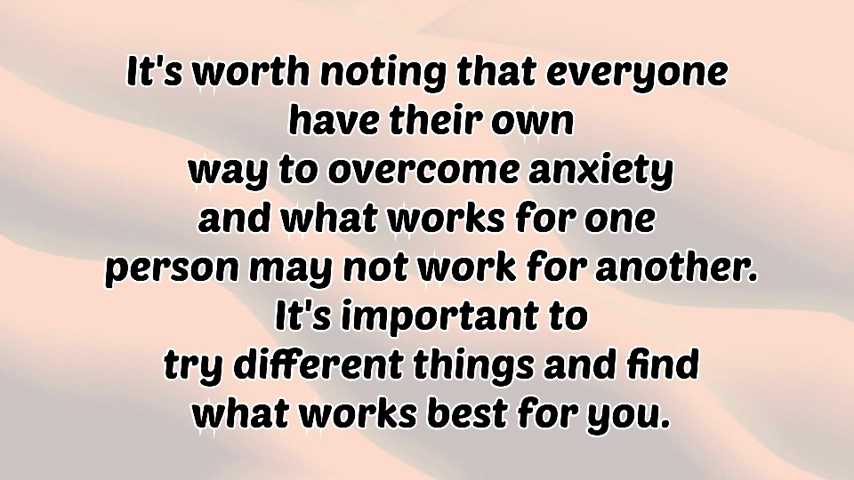 It's worth noting that everyone
have their own
way to overcome anxiety
and what works for one
person may not work for another.
It's important to
try different things and find
what works best for you.